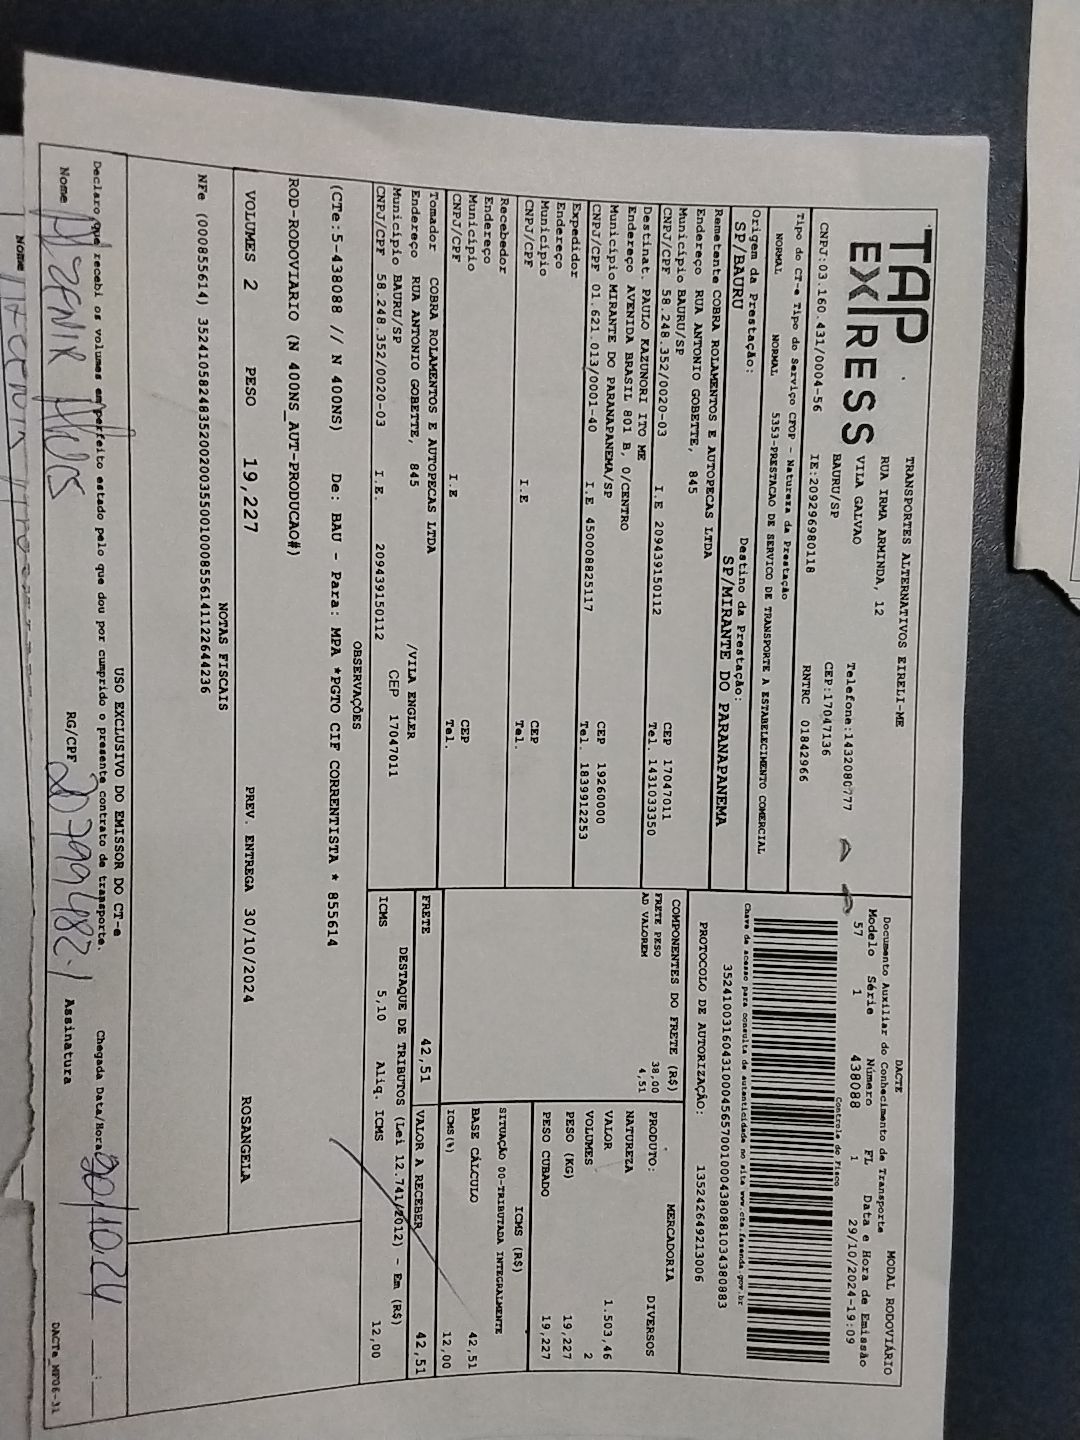 TAP
EXPRESS
TRANSPORTES ALTERNATIVOS EIRELI-ME
RUA IRMA ARMINDA, 12
VILA GALVAO Telefone:1432080777
BAURU/SP CEP:17047136
CNPJ:03.160.431/0004-56 IE:209296980118 RNTRC 01842966
Tipo do CT-e Tipo do Serviço CFOP - Natureza da Prestação
NORMAL NORMAL 5353-PRESTACAO DE SERVICO DE TRANSPORTE A ESTABELECIMENTO COMERCIAL
Origem da Prestação: Destino da Prestação:
SP/BAURU SP/MIRANTE DO PARANAPANEMA
Remetente COBRA ROLAMENTOS E AUTOPECAS LTDA
Endereço RUA ANTONIO GOBETTE, 845
Município BAURU/SP CEP 17047011
CNPJ/CPF 58.248.352/0020-03 I.E 209439150112 Tel. 1431033350
Destinat. PAULO KAZUNORI ITO ME
Endereço AVENIDA BRASIL 801 B, 0/CENTRO
Município MIRANTE DO PARANAPANEMA/SP CEP 19260000
CNPJ/CPF 01.621.013/0001-40 I.E 450008825117 Tel. 1839912253
Expedidor
Endereço
Município CEP
CNPJ/CPF I.E Tel.
Recebedor
Endereço
Município CEP
CNPJ/CPF I.E Tel.
Tomador COBRA ROLAMENTOS E AUTOPECAS LTDA
Endereço RUA ANTONIO GOBETTE, 845 /VILA ENGLER
Município BAURU/SP CEP 17047011
CNPJ/CPF 58.248.352/0020-03 I.E. 209439150112
DACTE MODAL RODOVIÁRIO
Documento Auxiliar do Conhecimento de Transporte
Modelo Série Número FL Data e Hora de Emissão
57 1 438088 1 29/10/2024-19:09
Controle do Fisco
Chave de acesso para consulta de autenticidade no site www.cte.fazenda.gov.br
35241003160431000456570010004380881034380883
PROTOCOLO DE AUTORIZAÇÃO: 135242649213006
COMPONENTES DO FRETE (R$)
FRETE PESO 38,00
AD VALOREM 4,51
MERCADORIA
PRODUTO: DIVERSOS
NATUREZA
VALOR 1.503,46
VOLUMES 2
PESO (KG) 19,227
PESO CUBADO 19,227
ICMS (R$)
SITUAÇÃO 00-TRIBUTADA INTEGRALMENTE
BASE CÁLCULO 42,51
ICMS(%) 12,00
FRETE 42,51 VALOR A RECEBER 42,51
DESTAQUE DE TRIBUTOS (Lei 12.741/2012) - Em (R$)
ICMS 5,10 Aliq. ICMS 12,00
OBSERVAÇÕES
(CTe:5-438088 // N 400NS) De: BAU - Para: MPA *PGTO CIF CORRENTISTA * 855614
ROD-RODOVIARIO (N 400NS_AUT-PRODUCAO#)
VOLUMES 2 PESO 19,227 PREV. ENTREGA 30/10/2024 ROSANGELA
NOTAS FISCAIS
NFe (000855614) 35241058248352002003550010008556141122644236
USO EXCLUSIVO DO EMISSOR DO CT-e
Declaro que recebi os volumes em perfeito estado pelo que dou por cumprido o presente contrato de transporte.
Chegada Data/Hora 30/10.24 __:__
Nome RG/CPF 20799482-1 Assinatura
DACTe_NF06-31
Nome